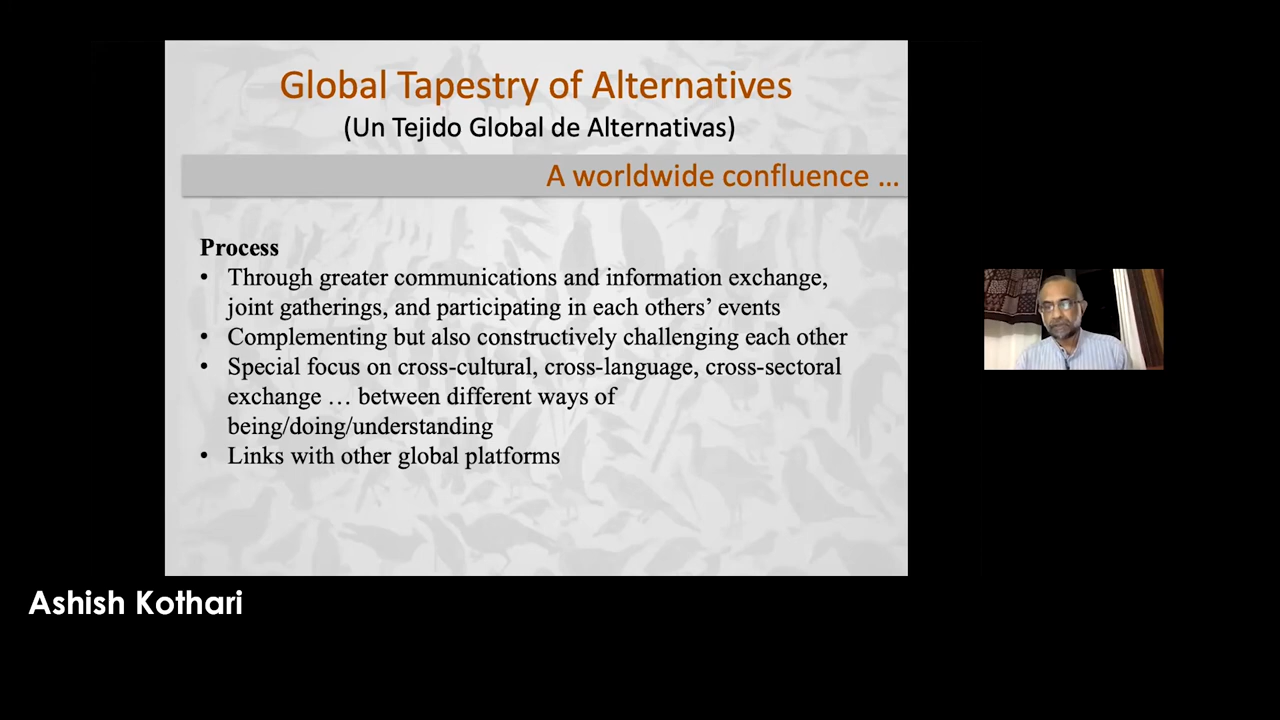 Global Tapestry of Alternatives
(Un Tejido Global de Alternativas)
A worldwide confluence ...
Process
• Through greater communications and information exchange,
joint gatherings, and participating in each others’ events
• Complementing but also constructively challenging each other
• Special focus on cross-cultural, cross-language, cross-sectoral
exchange … between different ways of
being/doing/understanding
• Links with other global platforms
Ashish Kothari